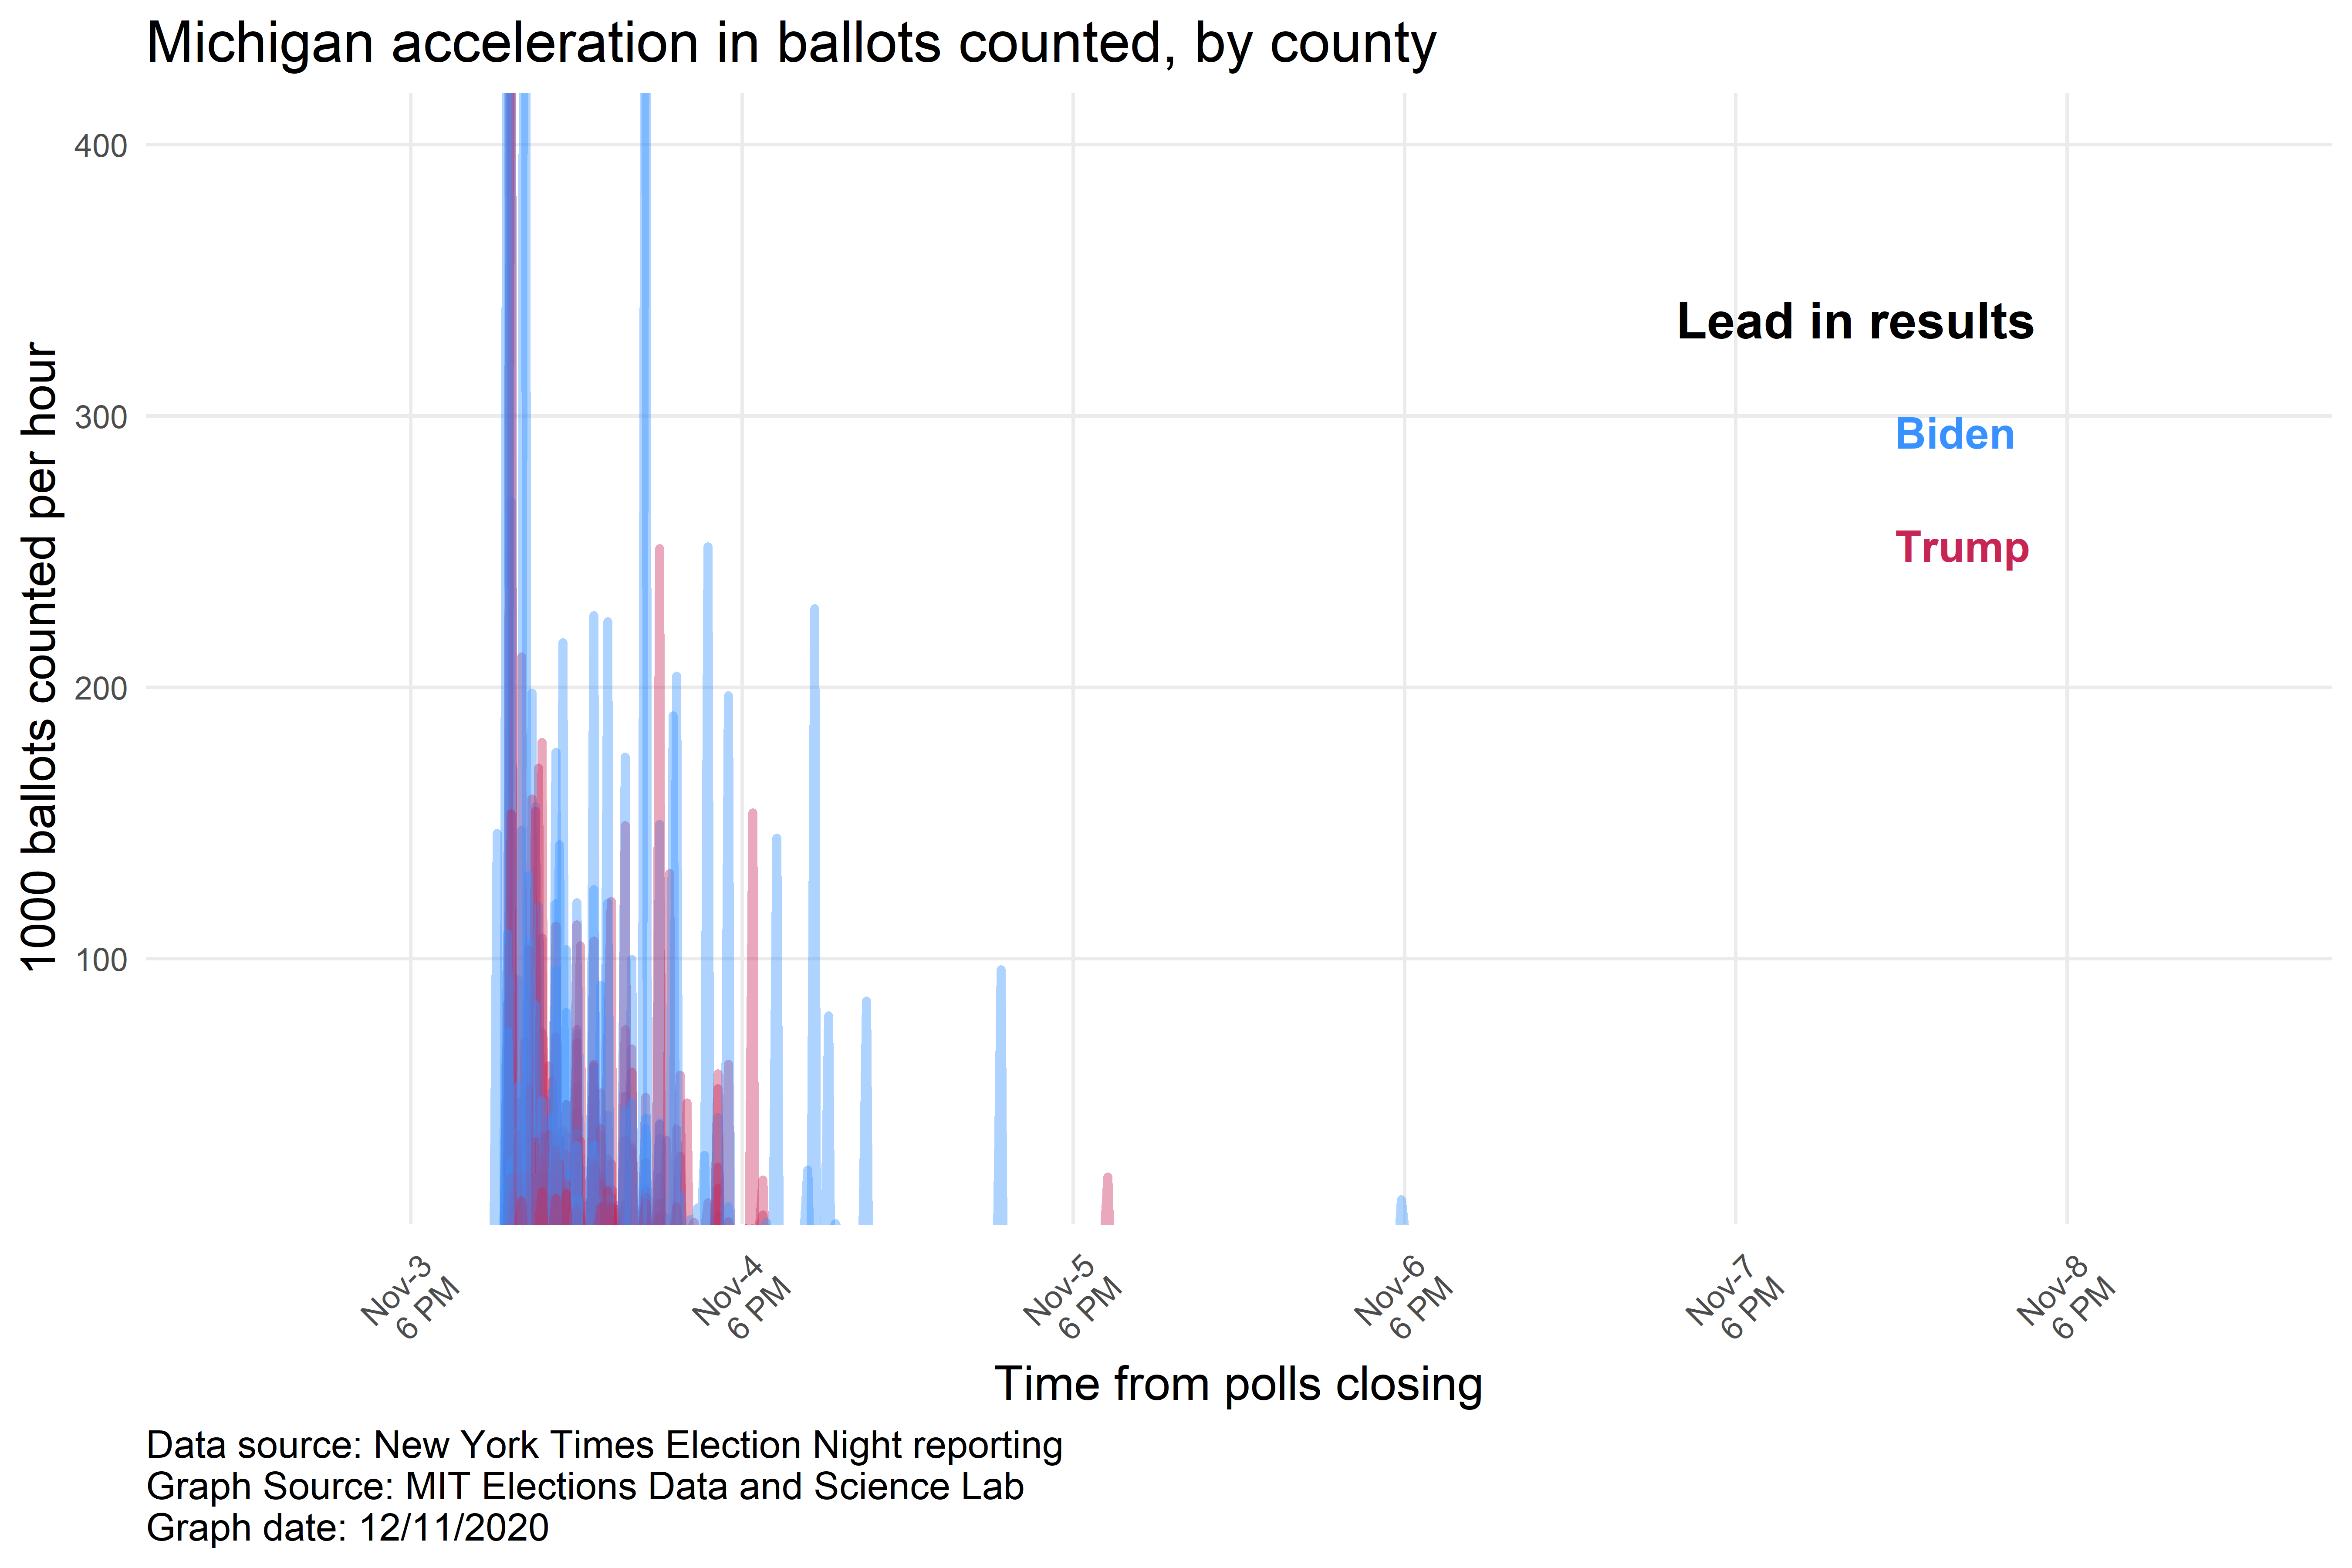 Michigan acceleration in ballots counted, by county
1000 ballots counted per hour
400
300
200
100
Lead in results
Biden
Trump
Nov-3
6 PM
Nov-4
6 PM
Nov-5
6 PM
Nov-6
6 PM
Nov-7
6 PM
Nov-8
6 PM
Time from polls closing
Data source: New York Times Election Night reporting
Graph Source: MIT Elections Data and Science Lab
Graph date: 12/11/2020